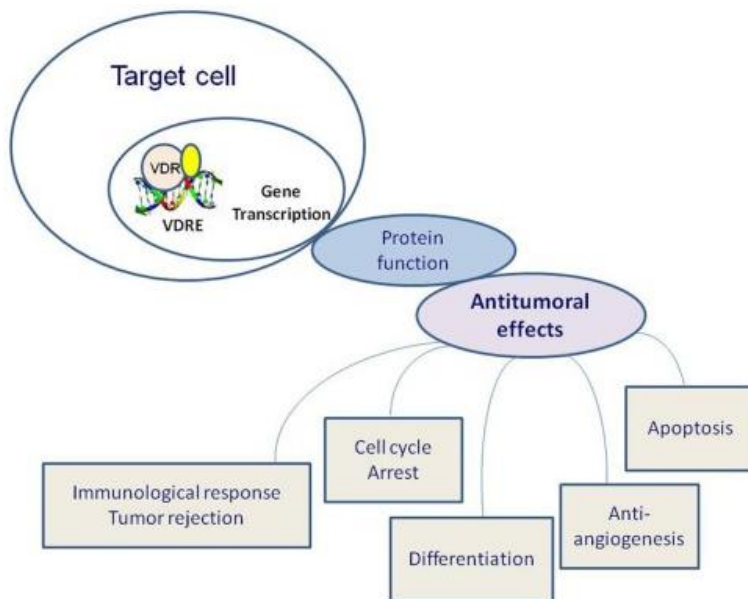 Target cell
VDR
VDRE
Gene
Transcription
Protein
function
Antitumoral
effects
Immunological response
Tumor rejection
Cell cycle
Arrest
Differentiation
Anti-
angiogenesis
Apoptosis